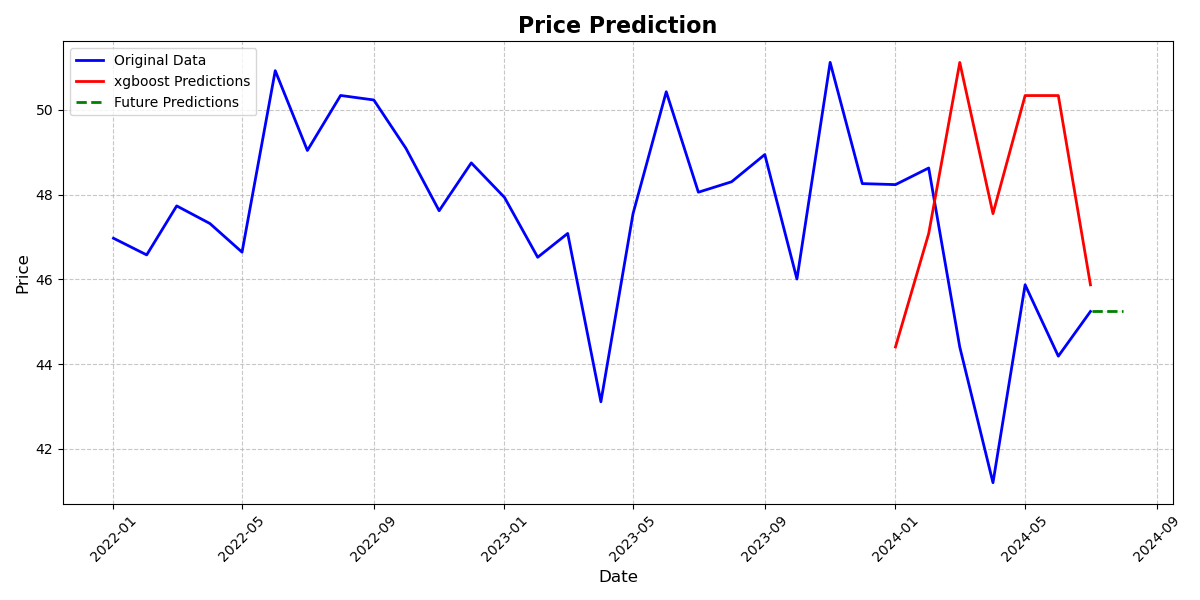 Price Prediction
Original Data
xgboost Predictions
Future Predictions
Price
50
48
46
44
42
2022-01
2022-05
2022-09
2023-01
2023-05
2023-09
2024-01
2024-05
2024-09
Date